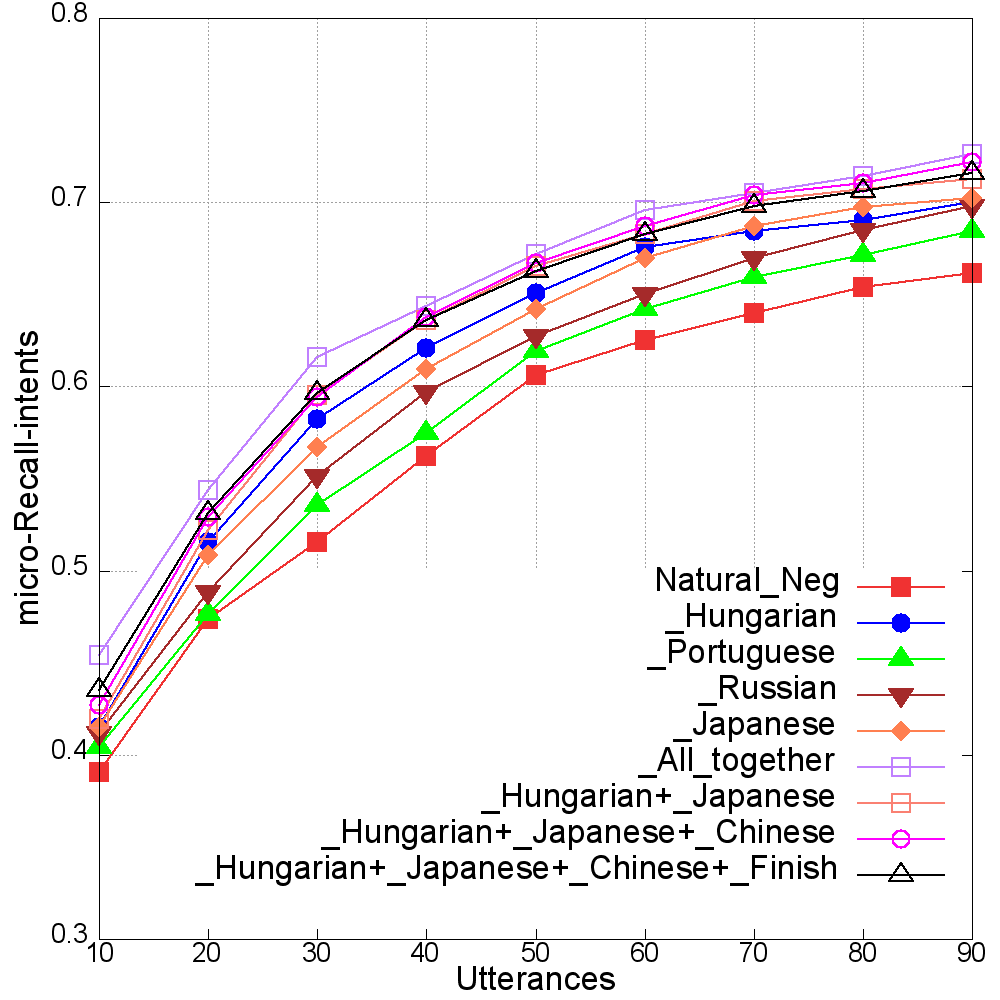 0.8
0.7
0.6
0.5
0.4
0.3
micro-Recall-intents
Natural_Neg
_Hungarian
_Portuguese
_Russian
_Japanese
_All_together
_Hungarian+_Japanese
_Hungarian+_Japanese+_Chinese
_Hungarian+_Japanese+_Chinese+_Finish
10 20 30 40 50 60 70 80 90
Utterances